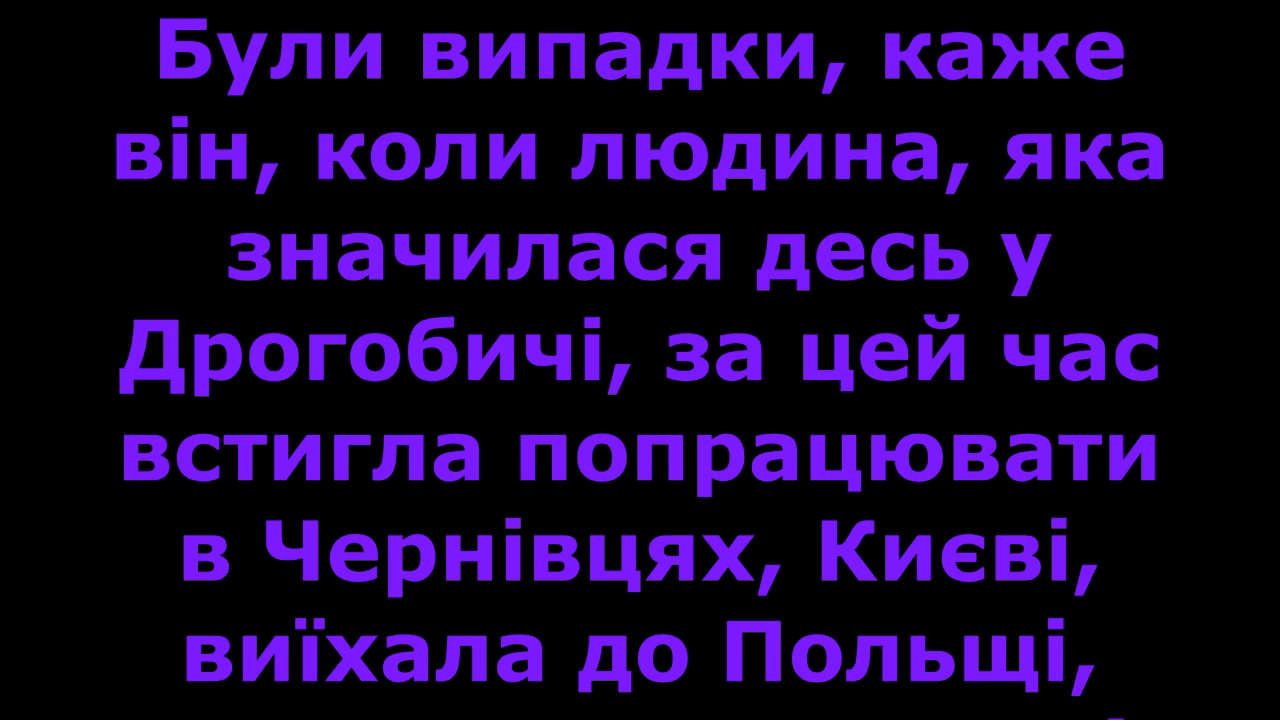 Були випадки, каже
він, коли людина, яка
значилася десь у
Дрогобичі, за цей час
встигла попрацювати
в Чернівцях, Києві,
виїхала до Польщі,